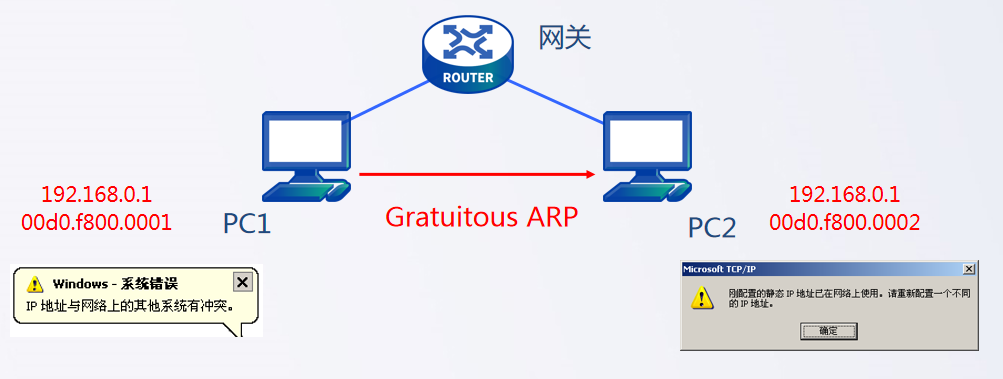 网关
ROUTER
192.168.0.1
00d0.f800.0001
PC1
Gratuitous ARP
PC2
192.168.0.1
00d0.f800.0002
Windows - 系统错误
IP 地址与网络上的其他系统有冲突。
Microsoft TCP/IP
刚配置的静态 IP 地址已在网络上使用。请重新配置一个不同
的 IP 地址。
确定